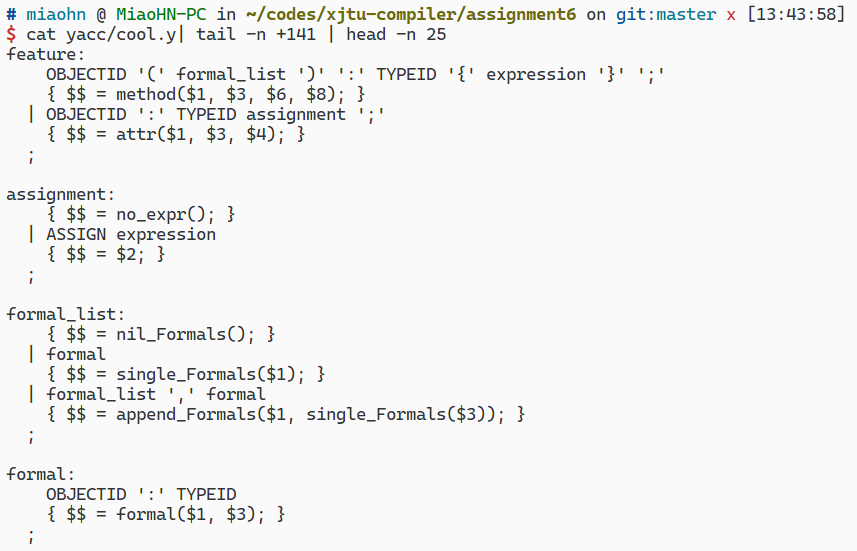 # miaohn @ MiaoHN-PC in ~/codes/xjtu-compiler/assignment6 on git:master x [13:43:58]
$ cat yacc/cool.y| tail -n +141 | head -n 25
feature:
    OBJECTID '(' formal_list ')' ':' TYPEID '{' expression '}' ';'
    { $$ = method($1, $3, $6, $8); }
  | OBJECTID ':' TYPEID assignment ';'
    { $$ = attr($1, $3, $4); }
  ;

assignment:
    { $$ = no_expr(); }
  | ASSIGN expression
    { $$ = $2; }
  ;

formal_list:
    { $$ = nil_Formals(); }
  | formal
    { $$ = single_Formals($1); }
  | formal_list ',' formal
    { $$ = append_Formals($1, single_Formals($3)); }
  ;

formal:
    OBJECTID ':' TYPEID
    { $$ = formal($1, $3); }
  ;